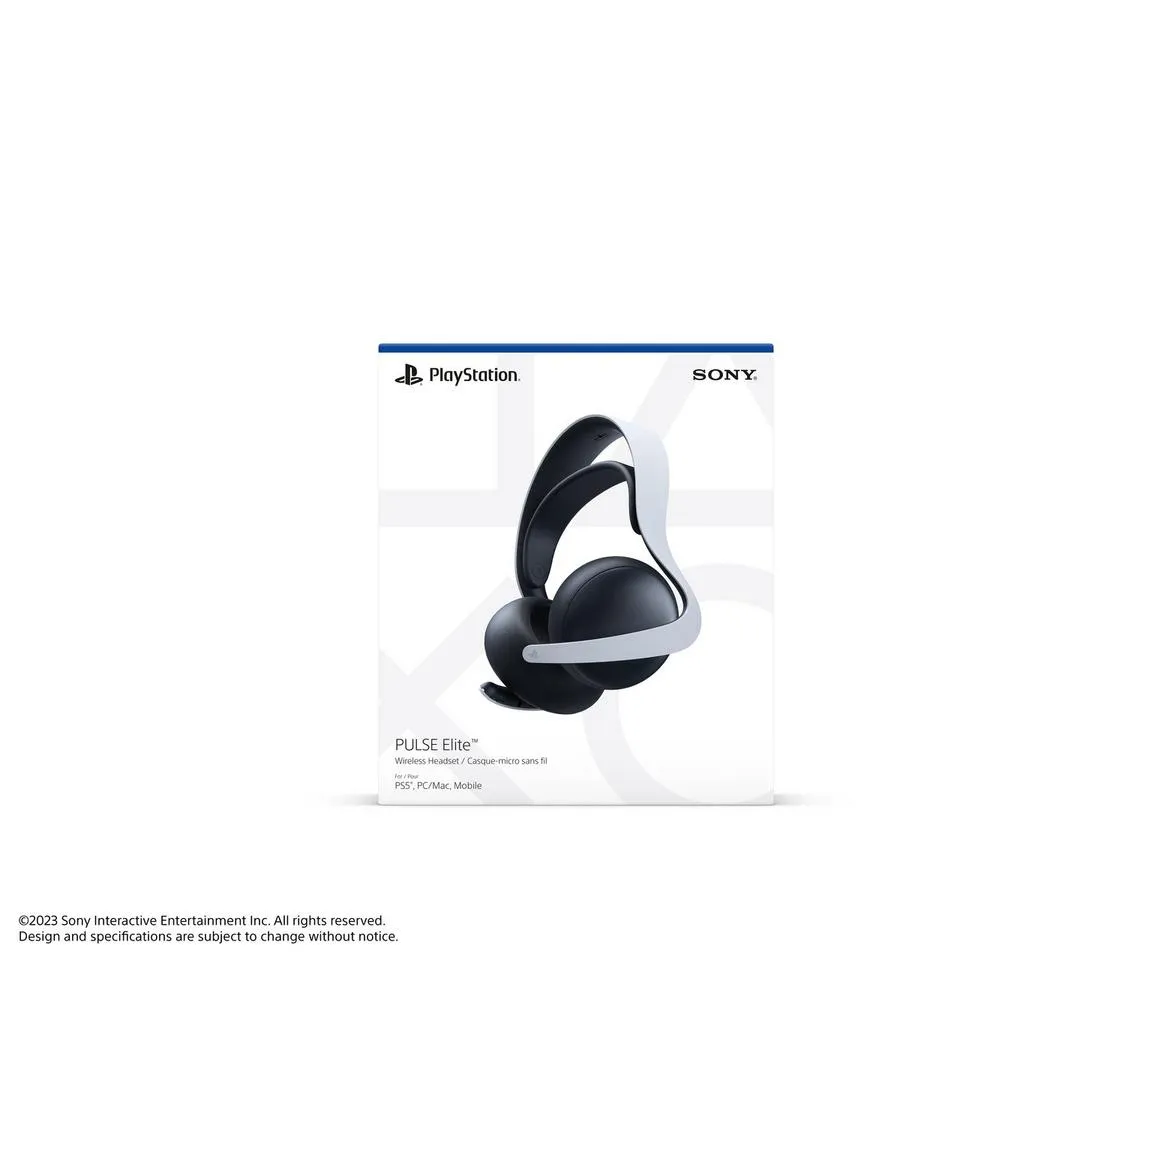 PlayStation®
SONY®
PULSE Elite™
Wireless Headset / Casque-micro sans fil
For / Pour
PS5®, PC/Mac, Mobile
©2023 Sony Interactive Entertainment Inc. All rights reserved.
Design and specifications are subject to change without notice.